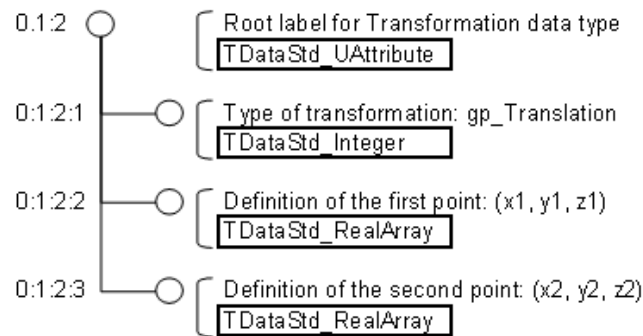 0.1:2
Root label for Transformation data type
TDataStd_UAttribute
0:1:2:1
Type of transformation: gp_Translation
TDataStd_Integer
0:1:2:2
Definition of the first point: (x1, y1, z1)
TDataStd_RealArray
0:1:2:3
Definition of the second point: (x2, y2, z2)
TDataStd_RealArray